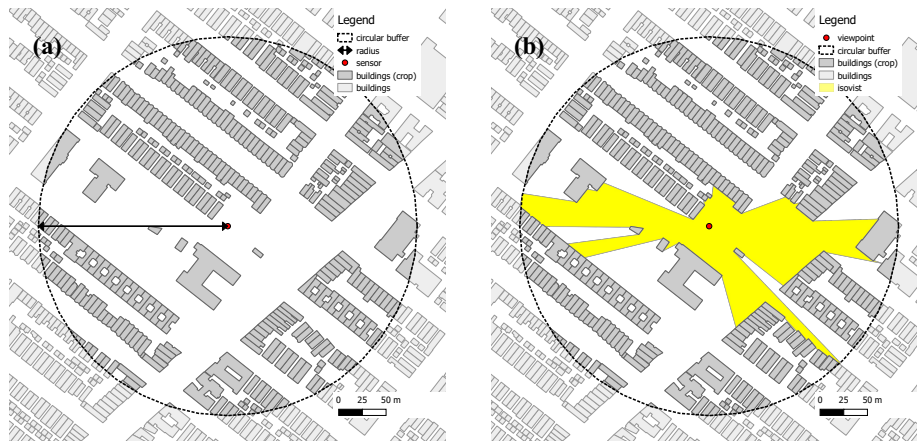 (a)
Legend
circular buffer
radius
sensor
buildings (crop)
buildings
0 25 50 m
(b)
Legend
viewpoint
circular buffer
buildings (crop)
buildings
isovist
0 25 50 m